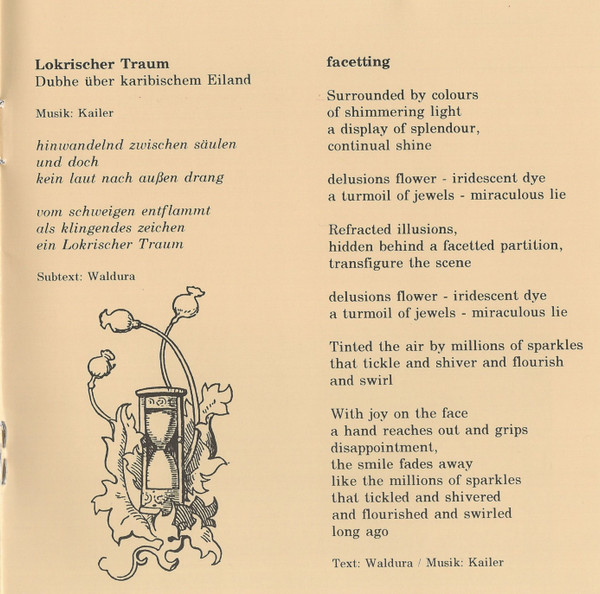 Lokrischer Traum
Dubhe über karibischem Eiland
Musik: Kailer
hinwandelnd zwischen säulen
und doch
kein laut nach außen drang
vom schweigen entflammt
als klingendes zeichen
ein Lokrischer Traum
Subtext: Waldura
facetting
Surrounded by colours
of shimmering light
a display of splendour,
continual shine
delusions flower - iridescent dye
a turmoil of jewels - miraculous lie
Refracted illusions,
hidden behind a facetted partition,
transfigure the scene
delusions flower - iridescent dye
a turmoil of jewels - miraculous lie
Tinted the air by millions of sparkles
that tickle and shiver and flourish
and swirl
With joy on the face
a hand reaches out and grips
disappointment,
the smile fades away
like the millions of sparkles
that tickled and shivered
and flourished and swirled
long ago
Text: Waldura / Musik: Kailer